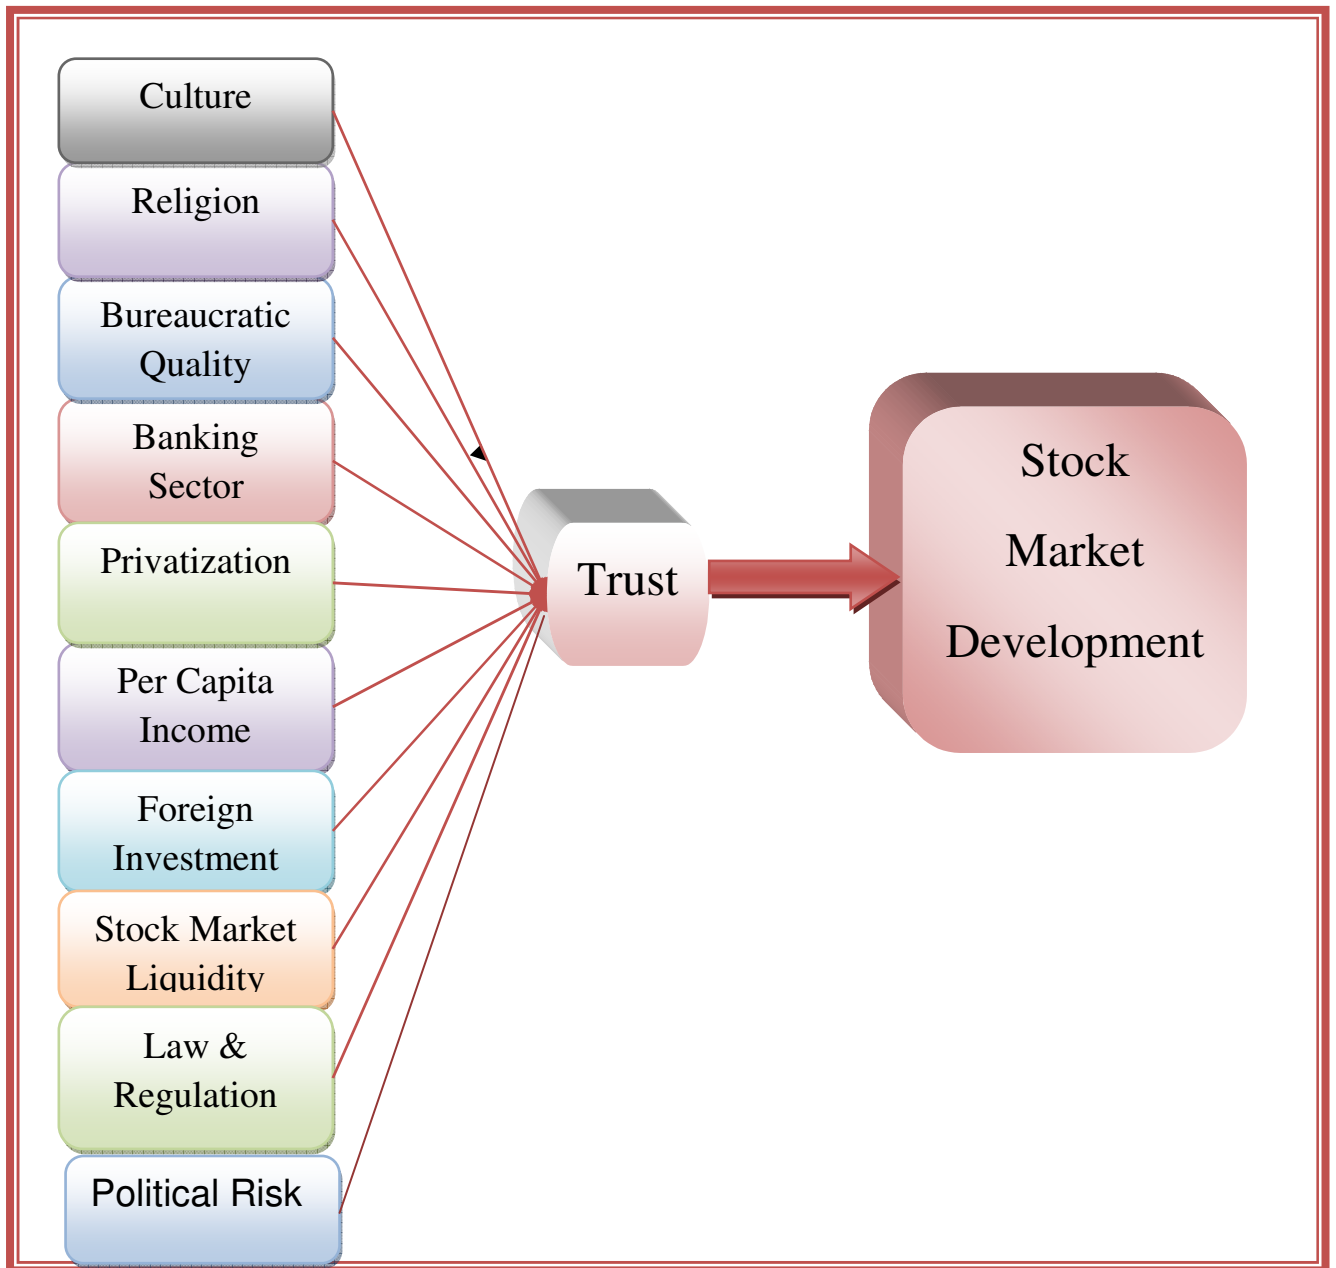 Culture
Religion
Bureaucratic
Quality
Banking
Sector
Privatization
Per Capita
Income
Foreign
Investment
Stock Market
Liquidity
Law &
Regulation
Political Risk
Trust
Stock
Market
Development